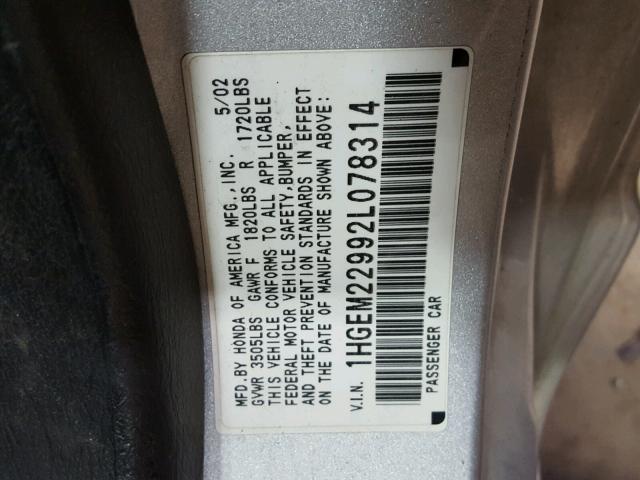 MFD.BY HONDA OF AMERICA MFG.,INC. 5/02
GVWR 3505LBS GAWR F 1820LBS R 1720LBS
THIS VEHICLE CONFORMS TO ALL APPLICABLE
FEDERAL MOTOR VEHICLE SAFETY,BUMPER,
AND THEFT PREVENTION STANDARDS IN EFFECT
ON THE DATE OF MANUFACTURE SHOWN ABOVE:
V.I.N. 1HGEM22992L078314
PASSENGER CAR